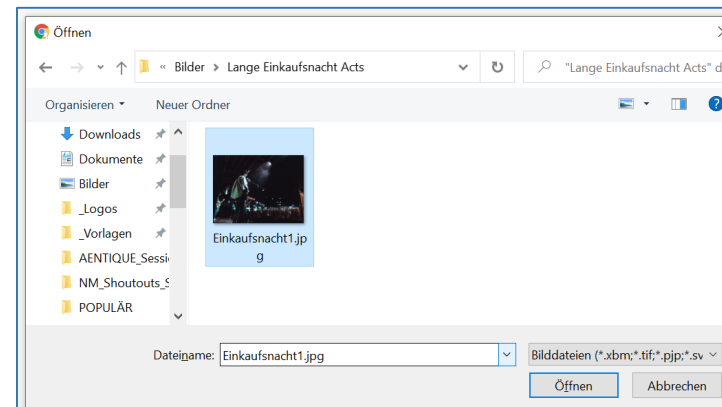 Öffnen
« Bilder > Lange Einkaufsnacht Acts
"Lange Einkaufsnacht Acts" d
Organisieren
Neuer Ordner
Downloads
Dokumente
Bilder
_Logos
_Vorlagen
AENTIQUE_Sessi
NM_Shoutouts_S
POPULÄR
Einkaufsnacht1.jp
g
Dateiname: Einkaufsnacht1.jpg
Bilddateien (*.xbm;*.tif;*.pjp;*.sv
Öffnen
Abbrechen